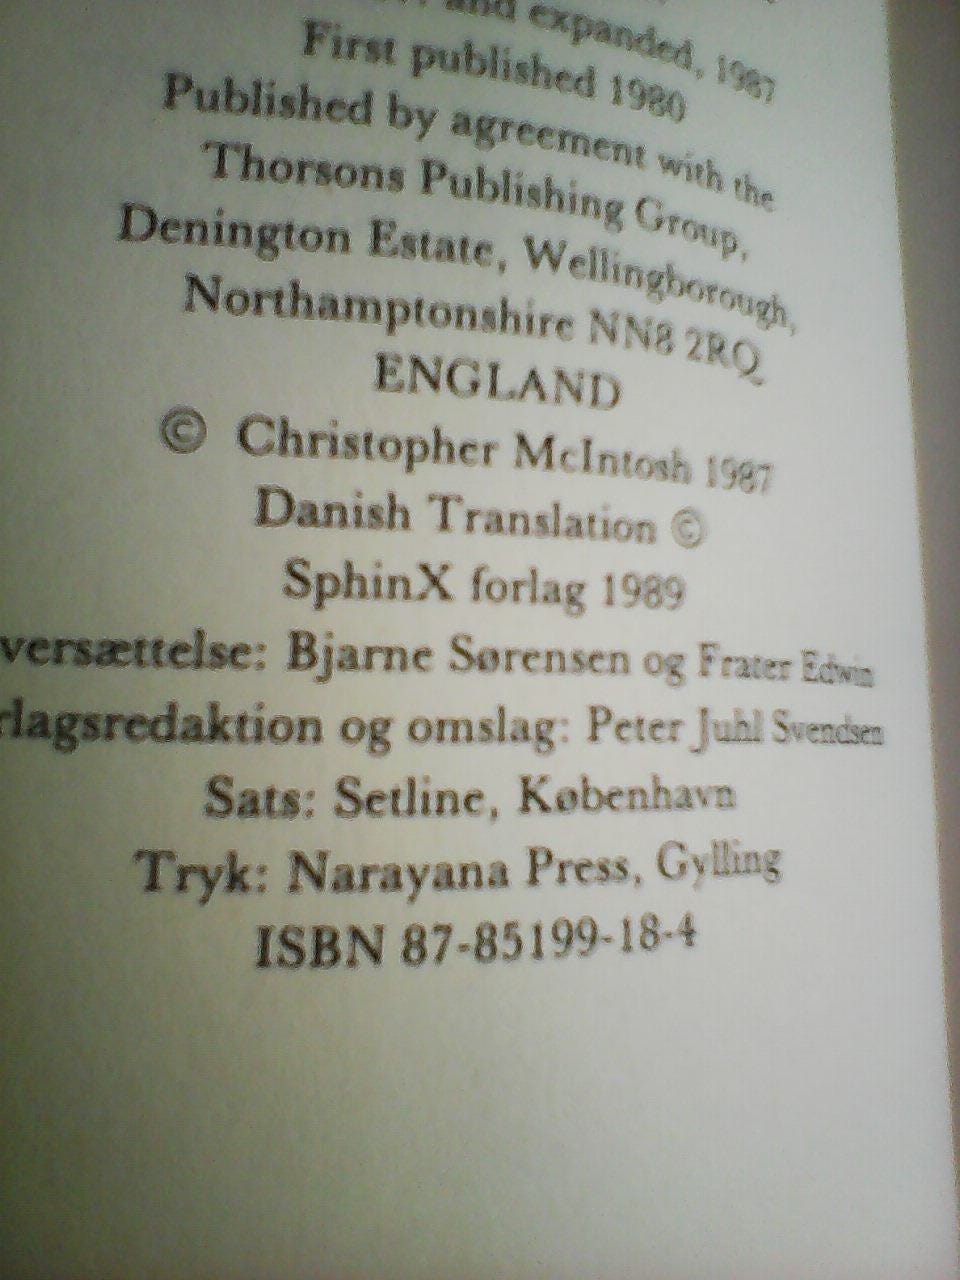 and expanded, 1987
First published 1980
Published by agreement with the
Thorsons Publishing Group,
Denington Estate, Wellingborough,
Northamptonshire NN8 2RQ
ENGLAND
© Christopher McIntosh 1987
Danish Translation ©
SphinX forlag 1989
versættelse: Bjarne Sørensen og Frater Edwin
rlagsredaktion og omslag: Peter Juhl Svendsen
Sats: Setline, København
Tryk: Narayana Press, Gylling
ISBN 87-85199-18-4